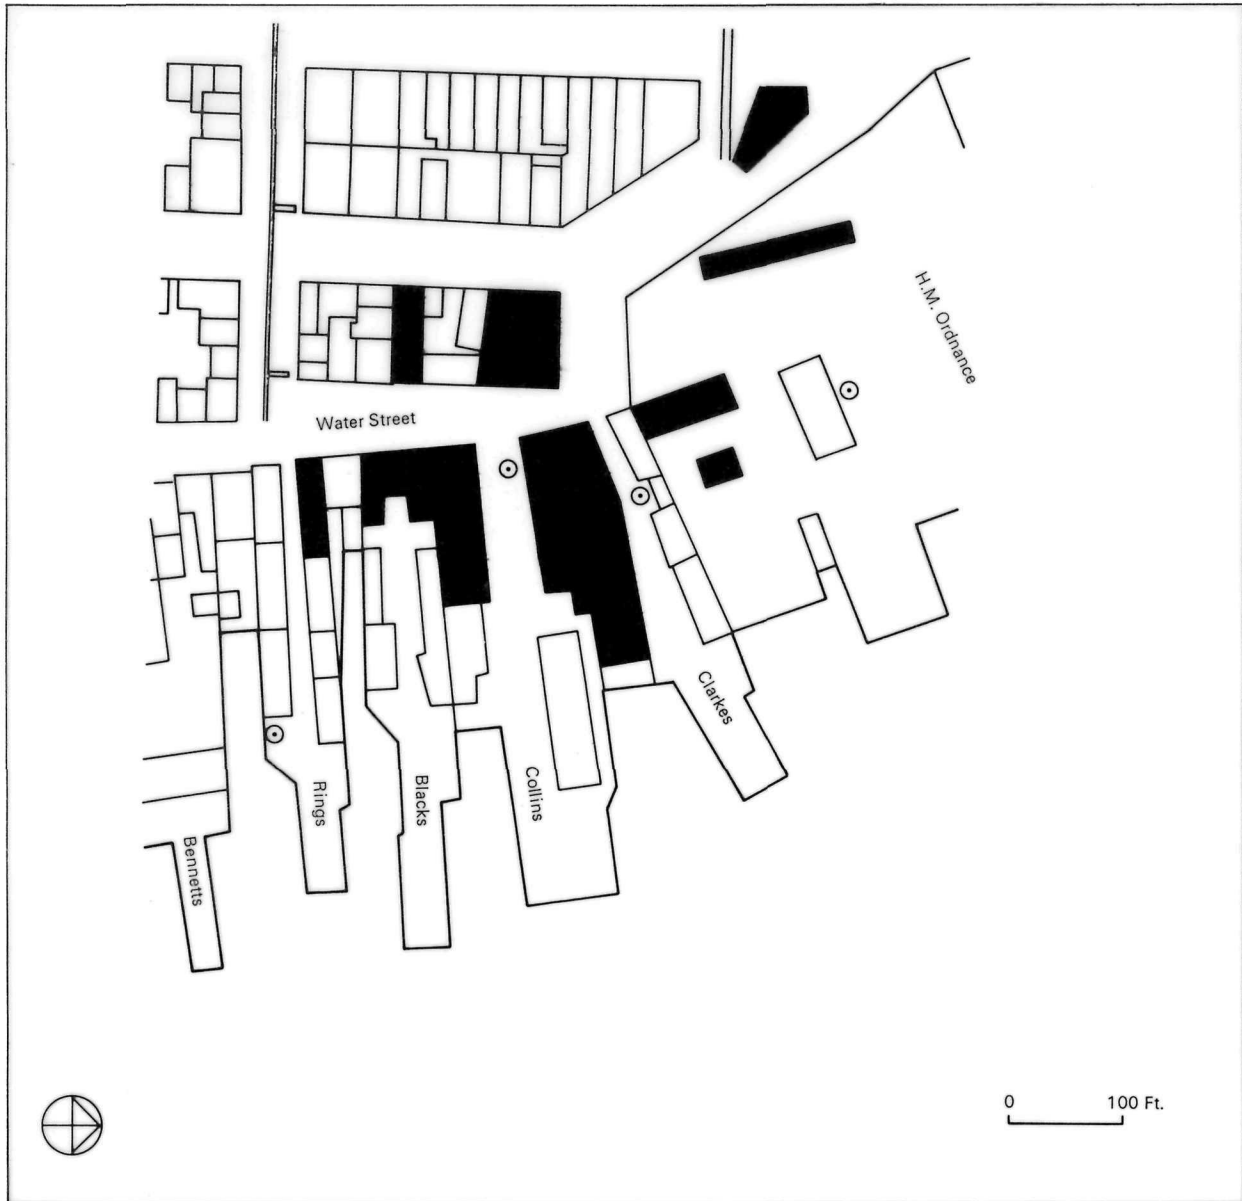 H.M. Ordnance
Water Street
Clarkes
Collins
Blacks
Rings
Bennetts
0 100 Ft.